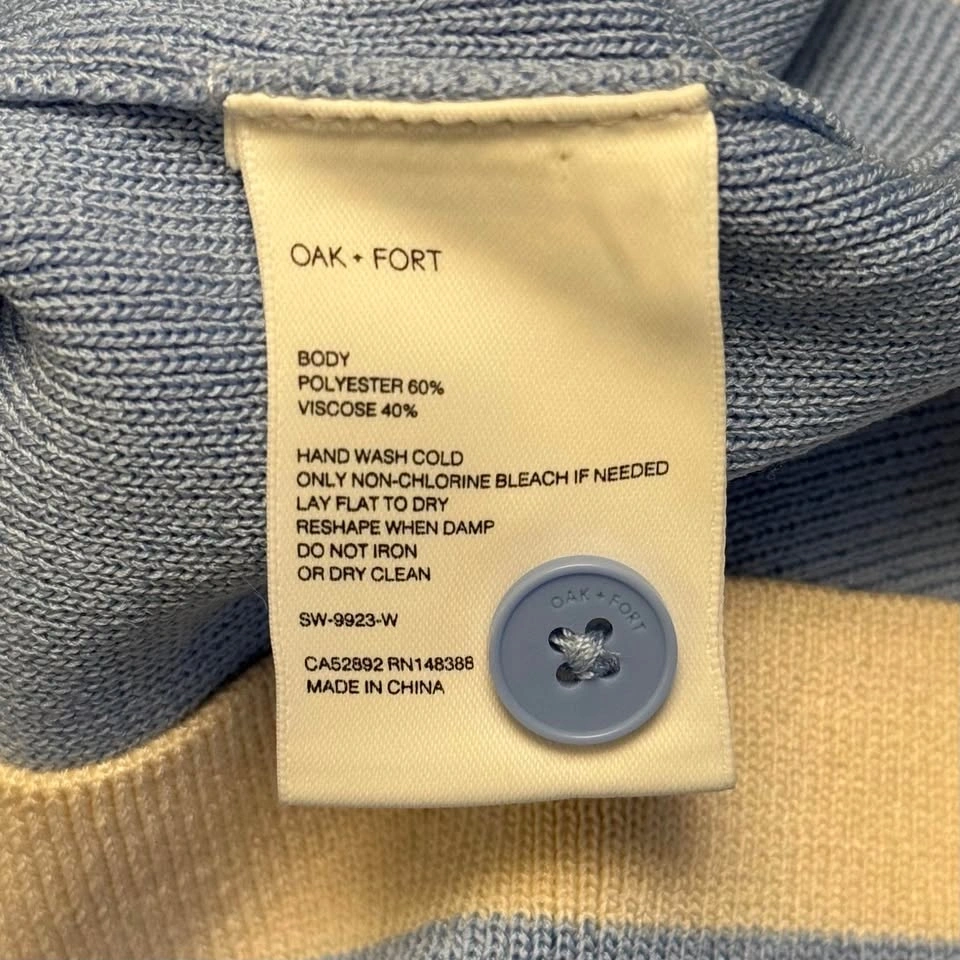 OAK + FORT
BODY
POLYESTER 60%
VISCOSE 40%
HAND WASH COLD
ONLY NON-CHLORINE BLEACH IF NEEDED
LAY FLAT TO DRY
RESHAPE WHEN DAMP
DO NOT IRON
OR DRY CLEAN
SW-9923-W
CA52892 RN148388
MADE IN CHINA
OAK + FORT